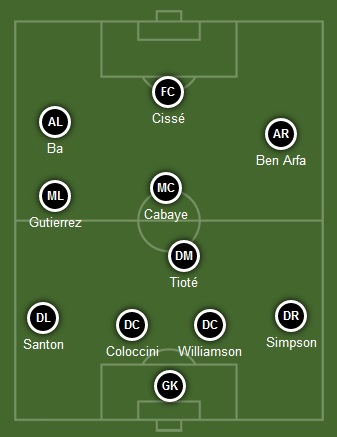 FC
Cissé
AL
Ba
AR
Ben Arfa
ML
Gutierrez
MC
Cabaye
DM
Tioté
DL
Santon
DC
Coloccini
DC
Williamson
DR
Simpson
GK